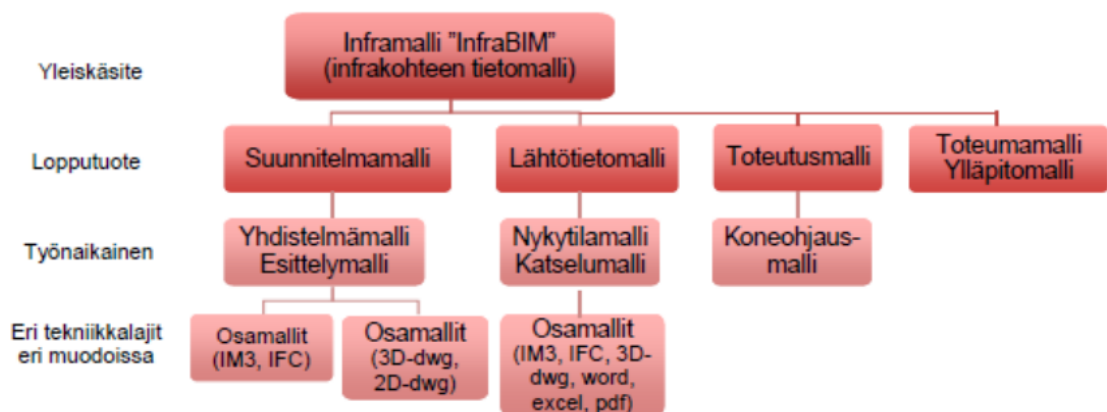 Yleiskäsite
Inframalli "InfraBIM"
(infrakohteen tietomalli)
Lopputuote
Suunnitelmamalli
Lähtötietomalli
Toteutusmalli
Toteumamalli
Ylläpitomalli
Työnaikainen
Yhdistelmämalli
Esittelymalli
Nykytilamalli
Katselumalli
Koneohjaus-
malli
Eri tekniikkalajit
eri muodoissa
Osamallit
(IM3, IFC)
Osamallit
(3D-dwg,
2D-dwg)
Osamallit
(IM3, IFC, 3D-
dwg, word,
excel, pdf)